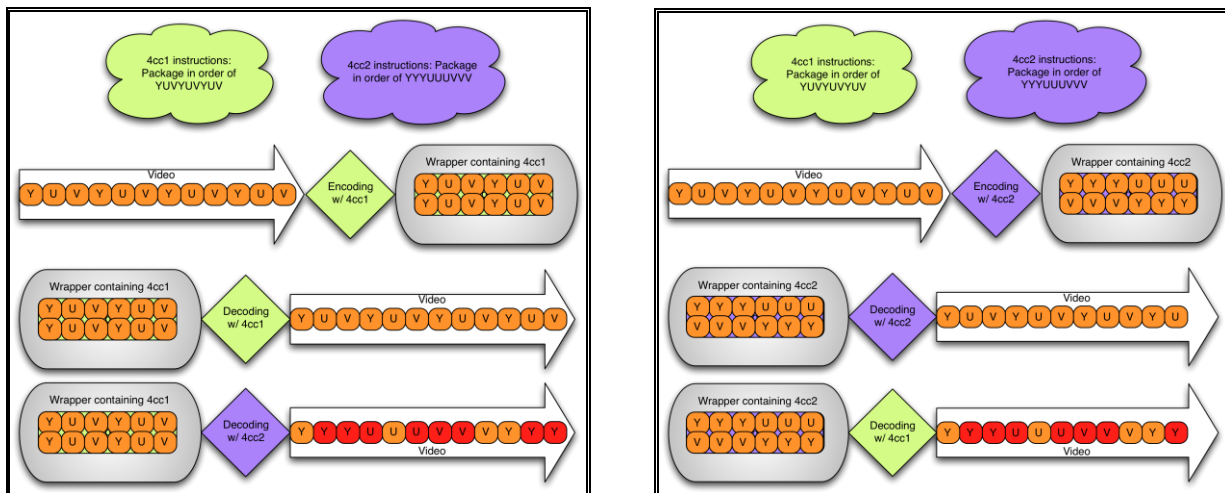 4cc1 instructions:
Package in order of
YUVYUVYUV
4cc2 instructions: Package
in order of YYYUUUVVV
Video
Y U V Y U V Y U V Y U V
Encoding
w/ 4cc1
Wrapper containing 4cc1
Y U V Y U V
Y U V Y U V
Wrapper containing 4cc1
Y U V Y U V
Y U V Y U V
Decoding
w/ 4cc1
Video
Y U V Y U V Y U V Y U V
Wrapper containing 4cc1
Y U V Y U V
Y U V Y U V
Decoding
w/ 4cc2
Y Y Y U U U V V V Y Y Y
Video
4cc1 instructions:
Package in order of
YUVYUVYUV
4cc2 instructions:
Package in order of
YYYUUUVVV
Video
Y U V Y U V Y U V Y U V
Encoding
w/ 4cc2
Wrapper containing 4cc2
Y Y Y U U U
V V V Y Y Y
Wrapper containing 4cc2
Y Y Y U U U
V V V Y Y Y
Decoding
w/ 4cc2
Video
Y U V Y U V Y U V Y U
Wrapper containing 4cc2
Y Y Y U U U
V V V Y Y Y
Decoding
w/ 4cc1
Y Y Y U U U V V V Y Y
Video